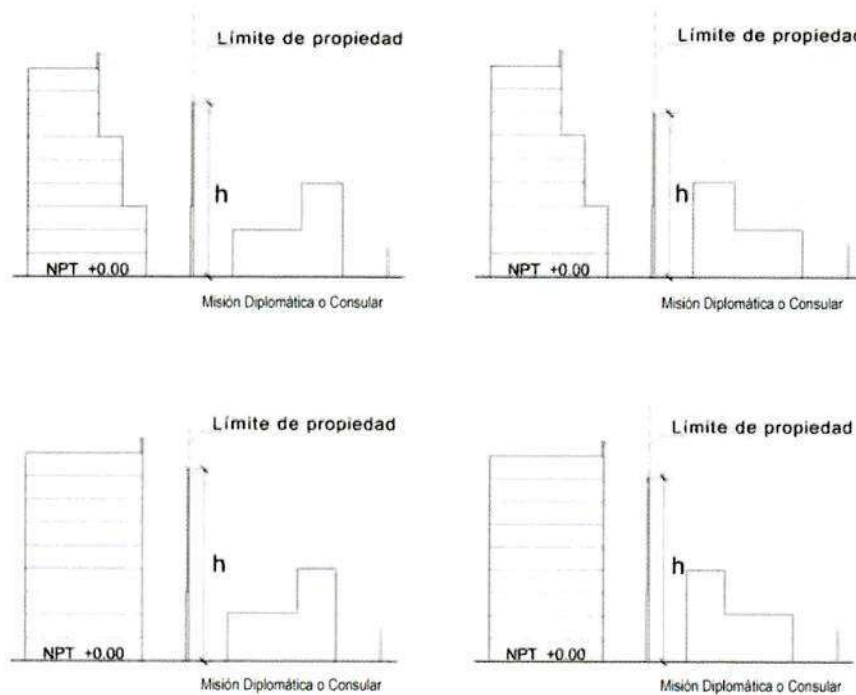 Límite de propiedad
h
NPT +0.00
Misión Diplomática o Consular
Límite de propiedad
h
NPT +0.00
Misión Diplomática o Consular
Límite de propiedad
h
NPT +0.00
Misión Diplomática o Consular
Límite de propiedad
h
NPT +0.00
Misión Diplomática o Consular